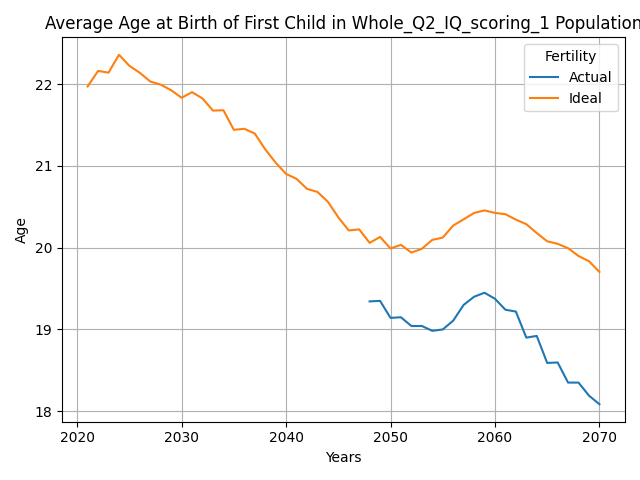 Average Age at Birth of First Child in Whole_Q2_IQ_scoring_1 Population
Fertility
Actual
Ideal
Age
22
21
20
19
18
2020
2030
2040
2050
2060
2070
Years